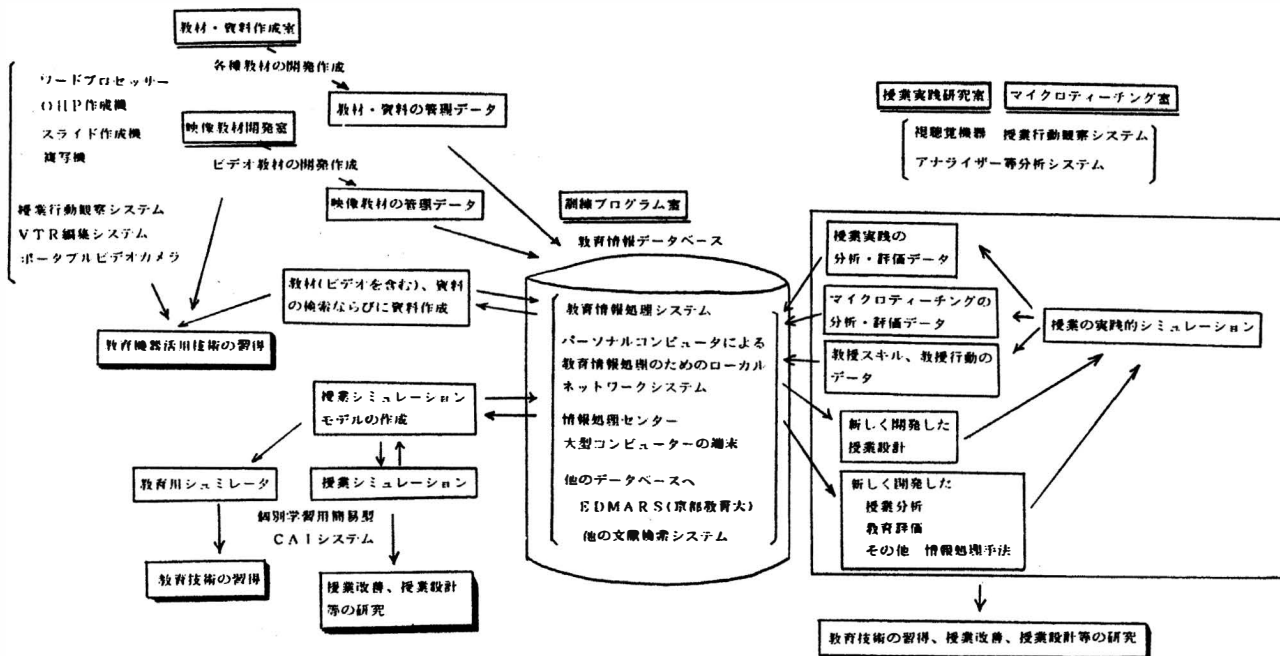 教材・資料作成室
各種教材の開発作成
ワードプロセッサー
OHP作成機
スライド作成機
複写機
教材・資料の管理データ
映像教材開発室
ビデオ教材の開発作成
映像教材の管理データ
授業行動観察システム
VTR編集システム
ポータブルビデオカメラ
教材(ビデオを含む)、資料
の検索ならびに資料作成
教育機器活用技術の習得
授業シミュレーション
モデルの作成
教育用シュミレータ
授業シミュレーション
個別学習用簡易型
CAIシステム
教育技術の習得
授業改善、授業設計
等の研究
訓練プログラム室
教育情報データベース
教育情報処理システム
パーソナルコンピュータによる
教育情報処理のためのローカル
ネットワークシステム
情報処理センター
大型コンピューターの端末
他のデータベースへ
EDMARS(京都教育大)
他の文献検索システム
授業実践研究室
マイクロティーチング室
視聴覚機器 授業行動観察システム
アナライザー等分析システム
授業実践の
分析・評価データ
マイクロティーチングの
分析・評価データ
教授スキル、教授行動の
データ
授業の実践的シミュレーション
新しく開発した
授業設計
新しく開発した
授業分析
教育評価
その他 情報処理手法
教育技術の習得、授業改善、授業設計等の研究